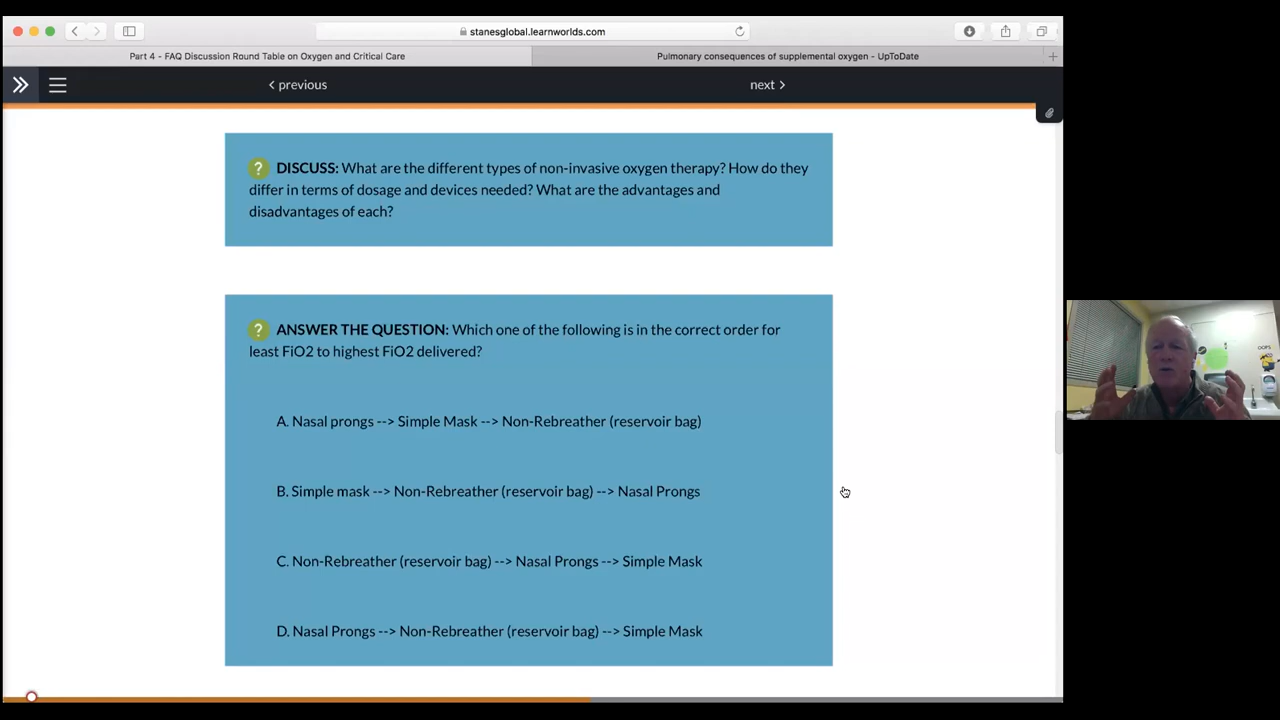 stanesglobal.learnworlds.com
Part 4 - FAQ Discussion Round Table on Oxygen and Critical Care
Pulmonary consequences of supplemental oxygen - UpToDate
< previous
next >
? DISCUSS: What are the different types of non-invasive oxygen therapy? How do they
differ in terms of dosage and devices needed? What are the advantages and
disadvantages of each?
? ANSWER THE QUESTION: Which one of the following is in the correct order for
least FiO2 to highest FiO2 delivered?
A. Nasal prongs --> Simple Mask --> Non-Rebreather (reservoir bag)
B. Simple mask --> Non-Rebreather (reservoir bag) --> Nasal Prongs
C. Non-Rebreather (reservoir bag) --> Nasal Prongs --> Simple Mask
D. Nasal Prongs --> Non-Rebreather (reservoir bag) --> Simple Mask
OOPS